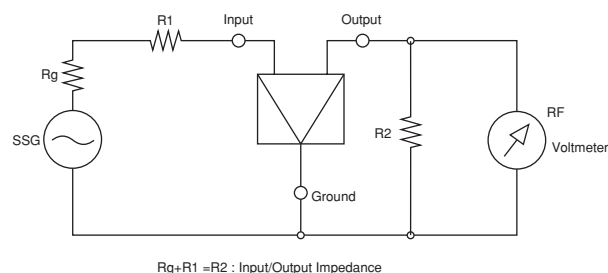 R1
Input
Output
Rg
SSG
R2
RF
Voltmeter
Ground
Rg+R1 =R2 : Input/Output Impedance